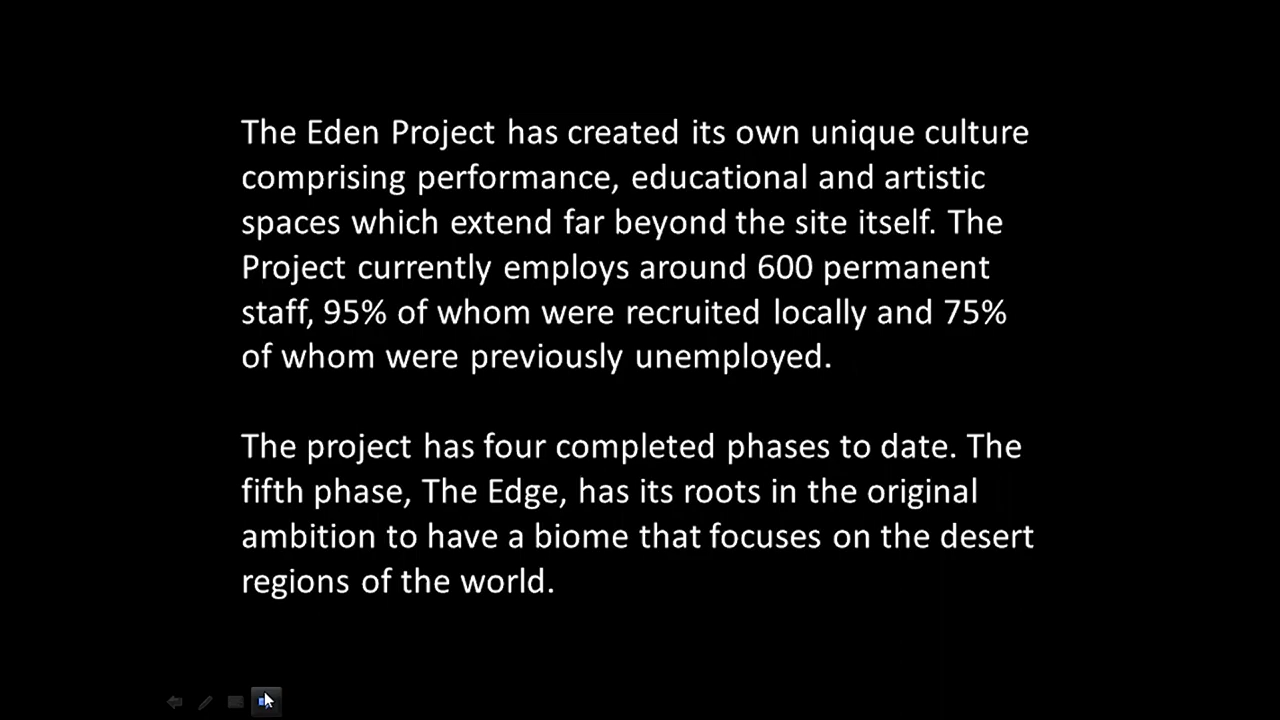 The Eden Project has created its own unique culture
comprising performance, educational and artistic
spaces which extend far beyond the site itself. The
Project currently employs around 600 permanent
staff, 95% of whom were recruited locally and 75%
of whom were previously unemployed.
The project has four completed phases to date. The
fifth phase, The Edge, has its roots in the original
ambition to have a biome that focuses on the desert
regions of the world.